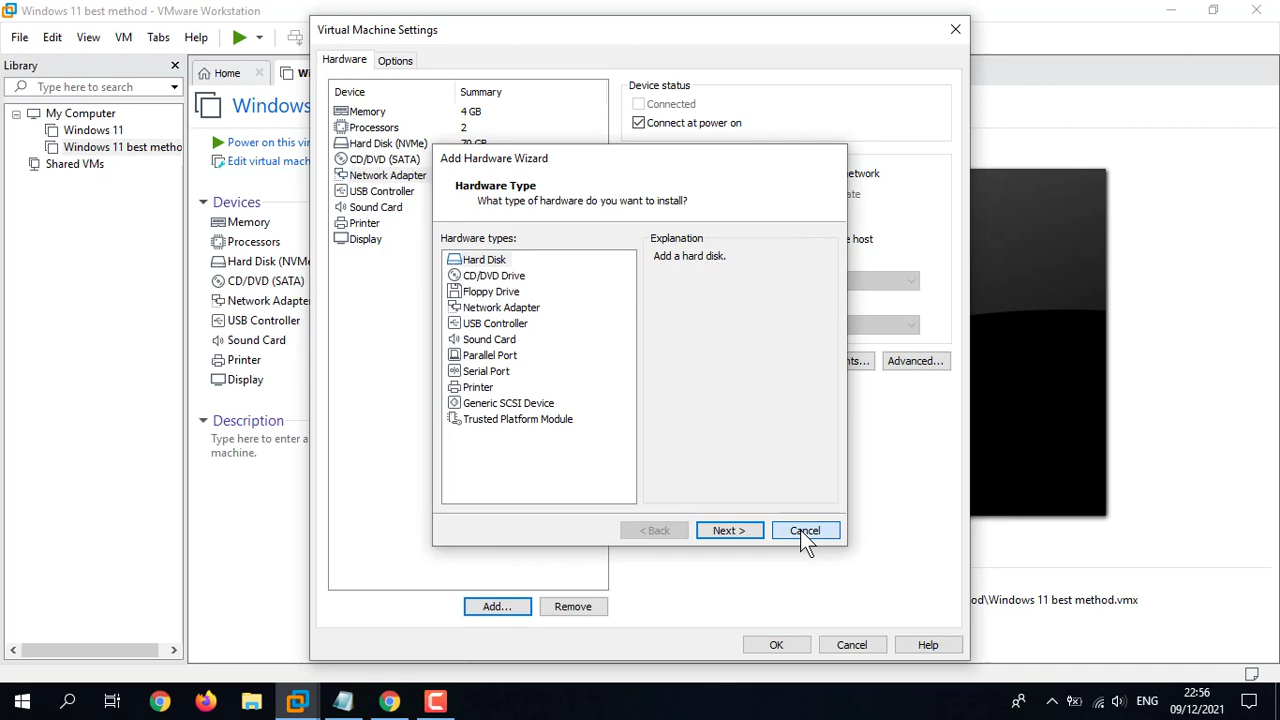 Windows 11 best method - VMware Workstation
File Edit View VM Tabs Help
Library
Type here to search
My Computer
Windows 11
Windows 11 best metho
Shared VMs
Home
Windows
Power on this vir
Edit virtual mach
Devices
Memory
Processors
Hard Disk (NV
CD/DVD (SATA)
Network Adapte
USB Controller
Sound Card
Printer
Display
Description
Type here to enter a
machine.
Virtual Machine Settings
Hardware Options
Device Summary
Memory 4 GB
Processors 2
Hard Disk (NVMe) 70 GB
CD/DVD (SATA)
Network Adapter
USB Controller
Sound Card
Printer
Display
Add... Remove
Device status
Connected
Connect at power on
etwork
ate
e host
nts... Advanced...
OK Cancel Help
Add Hardware Wizard
Hardware Type
What type of hardware do you want to install?
Hardware types:
Hard Disk
CD/DVD Drive
Floppy Drive
Network Adapter
USB Controller
Sound Card
Parallel Port
Serial Port
Printer
Generic SCSI Device
Trusted Platform Module
Explanation
Add a hard disk.
< Back Next > Cancel
od\Windows 11 best method.vmx
ENG
22:56
09/12/2021